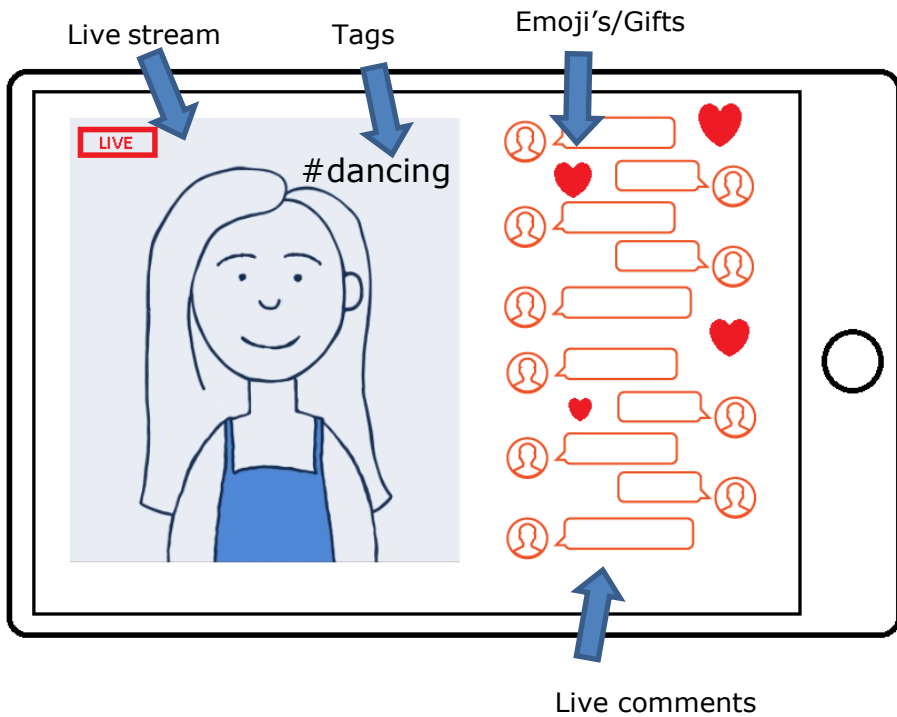 Live stream
Tags
Emoji’s/Gifts
LIVE
#dancing
Live comments